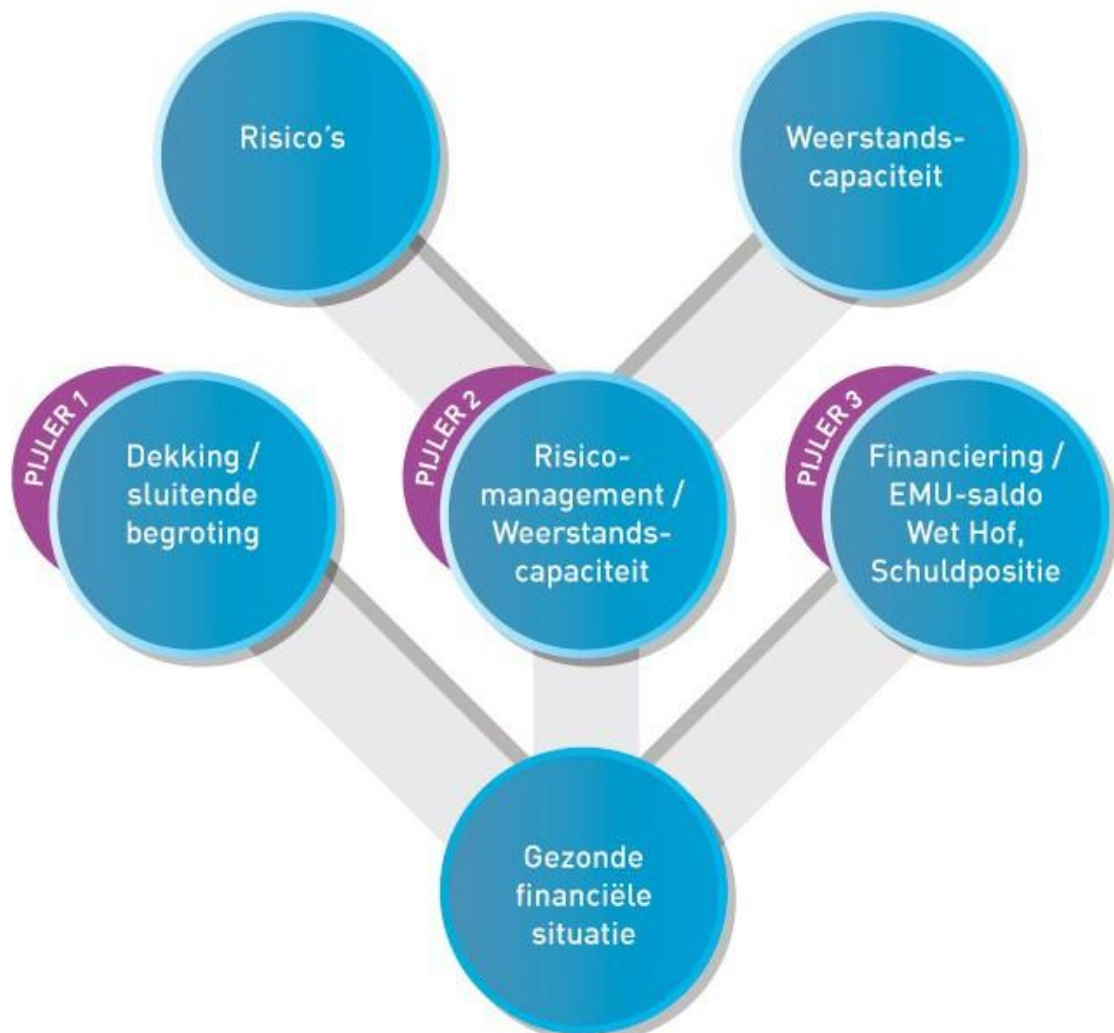 Risico's
Weerstands-
capaciteit
PIJLER 1
Dekking /
sluitende
begroting
PIJLER 2
Risico-
management /
Weerstands-
capaciteit
PIJLER 3
Financiering /
EMU-saldo
Wet Hof,
Schuldpositie
Gezonde
financiële
situatie